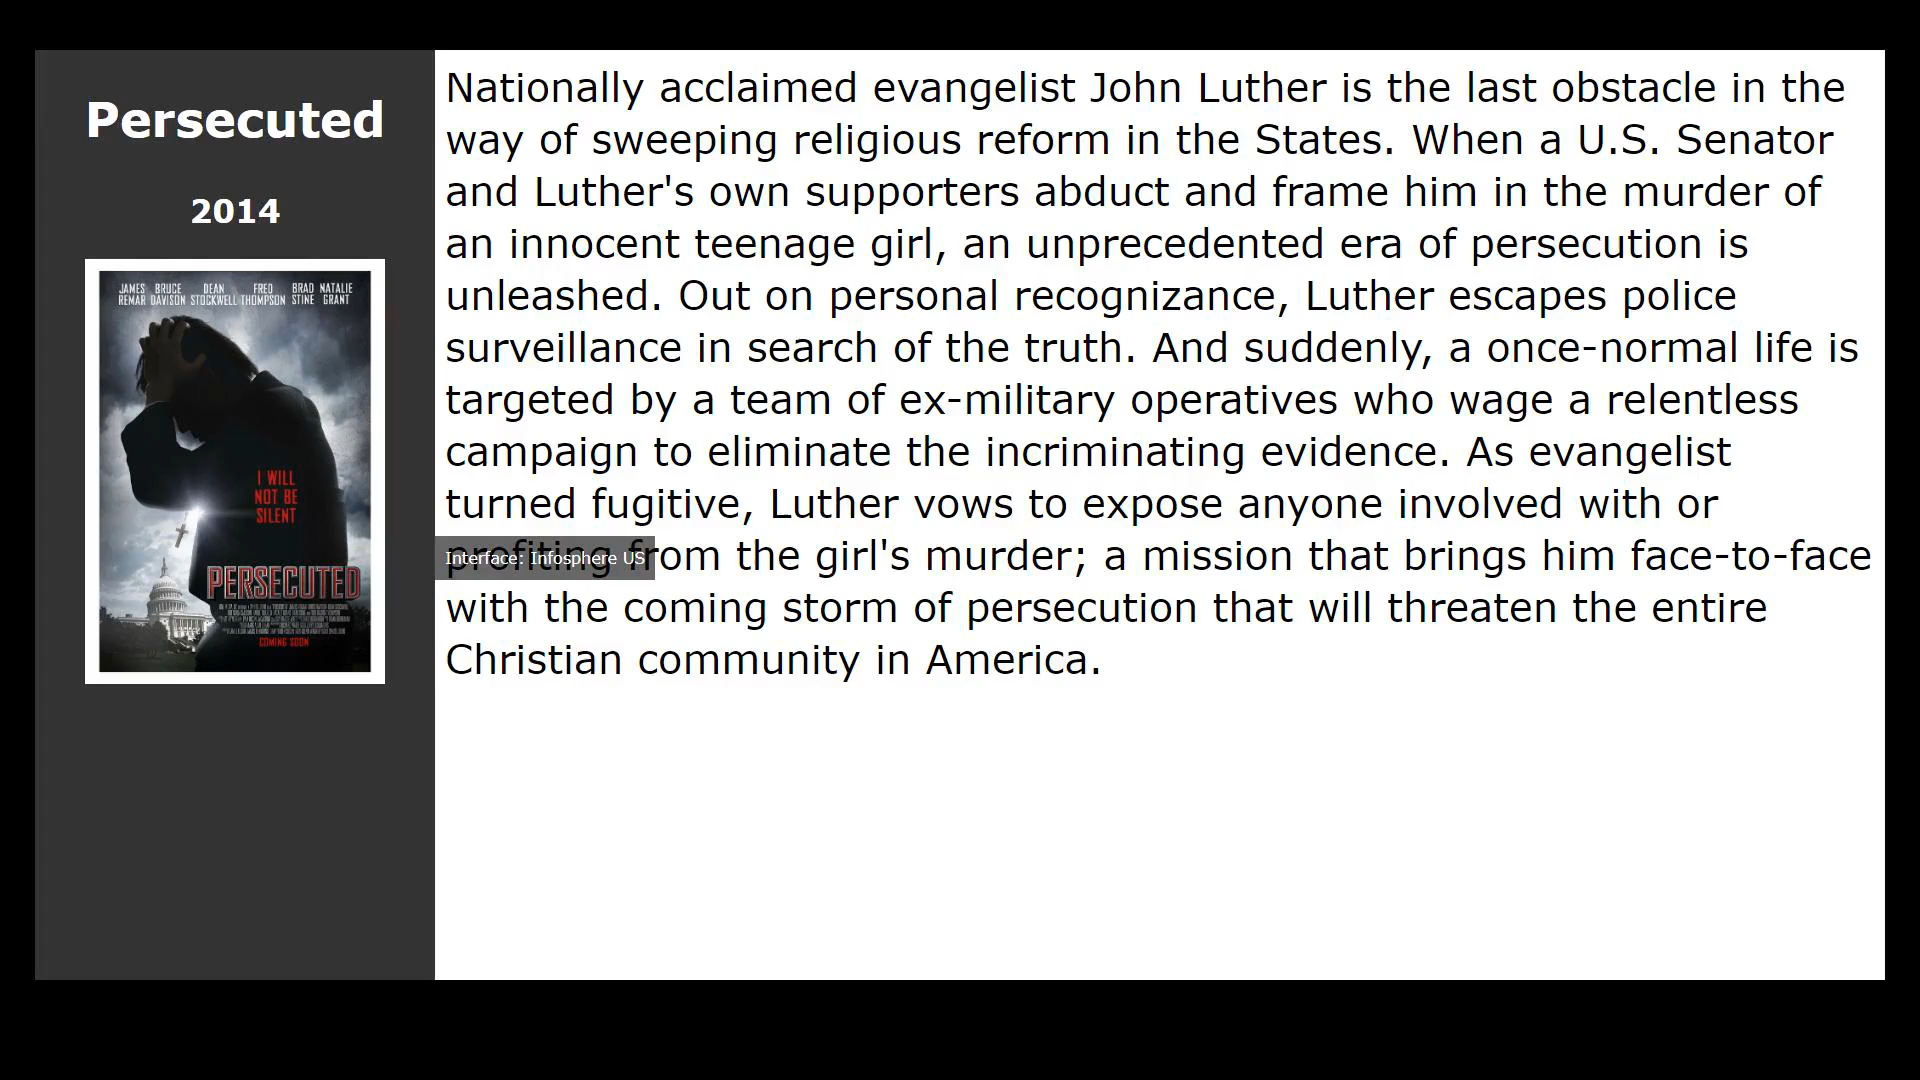 Persecuted
2014
JAMES REMAR
BRUCE DAVISON
DEAN STOCKWELL
FRED THOMPSON
BRAD STINE
NATALIE GRANT
I WILL
NOT BE
SILENT
PERSECUTED
COMING SOON
Nationally acclaimed evangelist John Luther is the last obstacle in the
way of sweeping religious reform in the States. When a U.S. Senator
and Luther's own supporters abduct and frame him in the murder of
an innocent teenage girl, an unprecedented era of persecution is
unleashed. Out on personal recognizance, Luther escapes police
surveillance in search of the truth. And suddenly, a once-normal life is
targeted by a team of ex-military operatives who wage a relentless
campaign to eliminate the incriminating evidence. As evangelist
turned fugitive, Luther vows to expose anyone involved with or
profiting from the girl's murder; a mission that brings him face-to-face
with the coming storm of persecution that will threaten the entire
Christian community in America.
Interface: Infosphere US